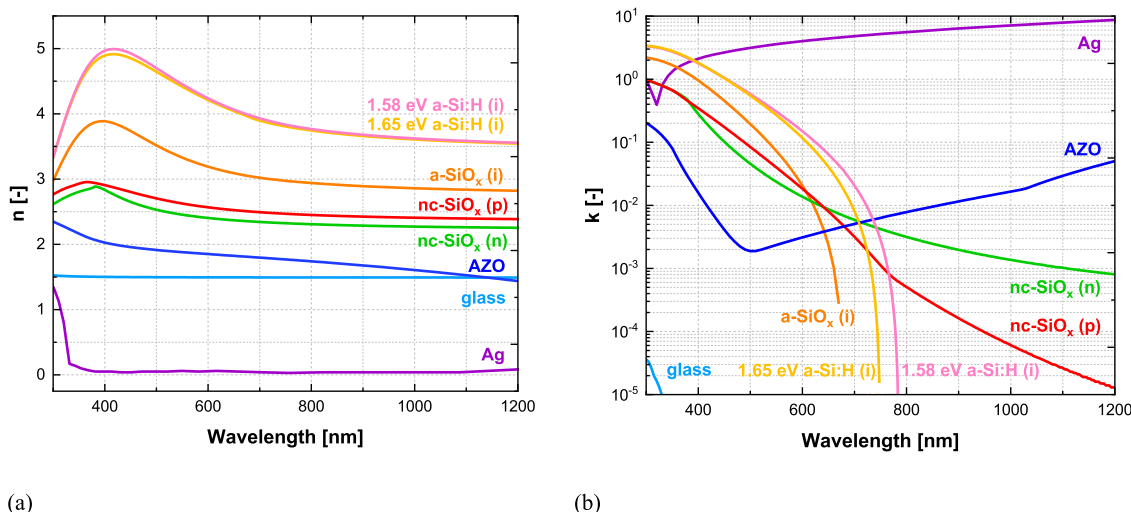 (a)
5
4
3
2
1
0
n [-]
400
600
800
1000
1200
Wavelength [nm]
1.58 eV a-Si:H (i)
1.65 eV a-Si:H (i)
a-SiOₓ (i)
nc-SiOₓ (p)
nc-SiOₓ (n)
AZO
glass
Ag
(b)
10¹
10⁰
10⁻¹
10⁻²
10⁻³
10⁻⁴
10⁻⁵
k [-]
400
600
800
1000
1200
Wavelength [nm]
Ag
AZO
nc-SiOₓ (n)
a-SiOₓ (i)
nc-SiOₓ (p)
glass
1.65 eV a-Si:H (i)
1.58 eV a-Si:H (i)
(a)
(b)